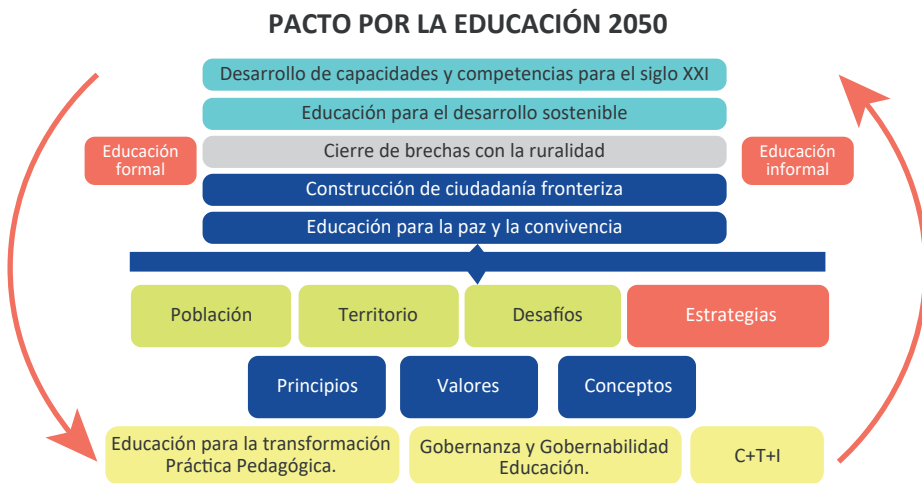 PACTO POR LA EDUCACIÓN 2050
Desarrollo de capacidades y competencias para el siglo XXI
Educación para el desarrollo sostenible
Educación
formal
Cierre de brechas con la ruralidad
Educación
informal
Construcción de ciudadanía fronteriza
Educación para la paz y la convivencia
Población
Territorio
Desafíos
Estrategias
Principios
Valores
Conceptos
Educación para la transformación
Práctica Pedagógica.
Gobernanza y Gobernabilidad
Educación.
C+T+I